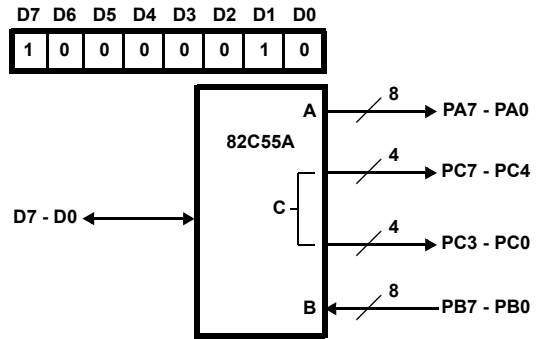 D7 D6 D5 D4 D3 D2 D1 D0
1 0 0 0 0 0 1 0
8
A PA7 - PA0
82C55A
4
PC7 - PC4
C
D7 - D0
4
PC3 - PC0
8
B PB7 - PB0